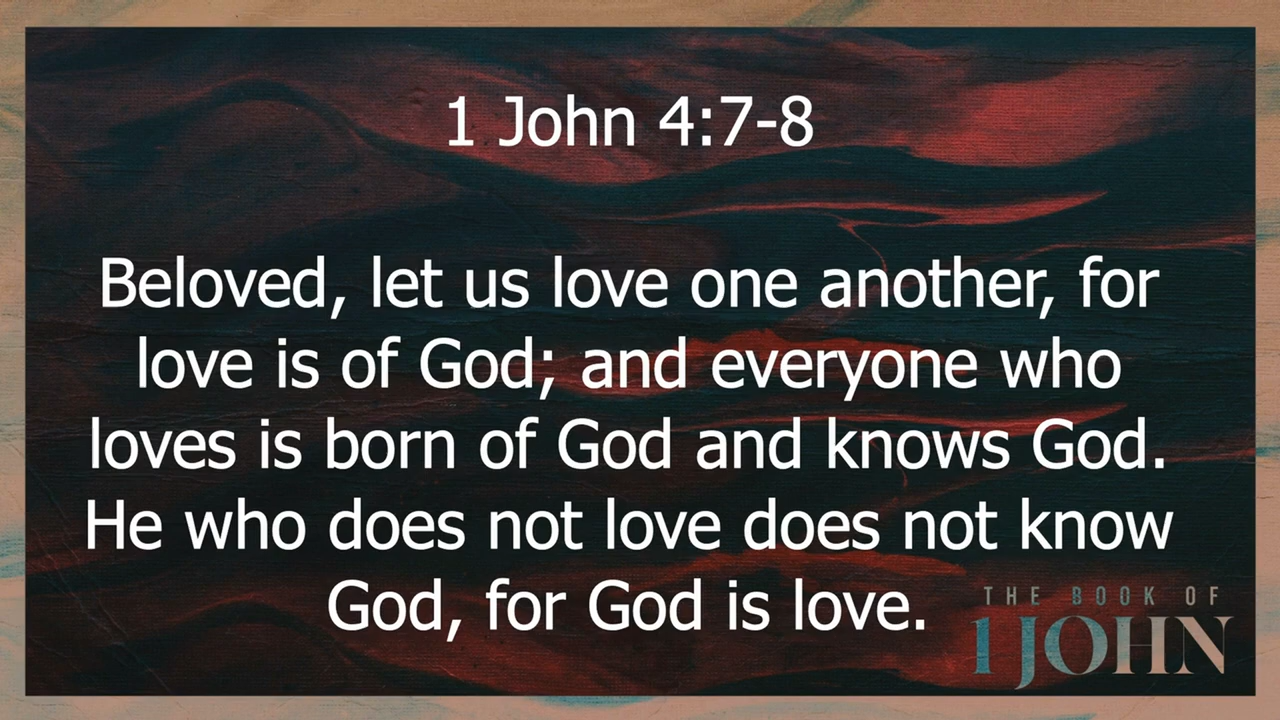 1 John 4:7-8
Beloved, let us love one another, for
love is of God; and everyone who
loves is born of God and knows God.
He who does not love does not know
God, for God is love.
THE BOOK OF
1 JOHN